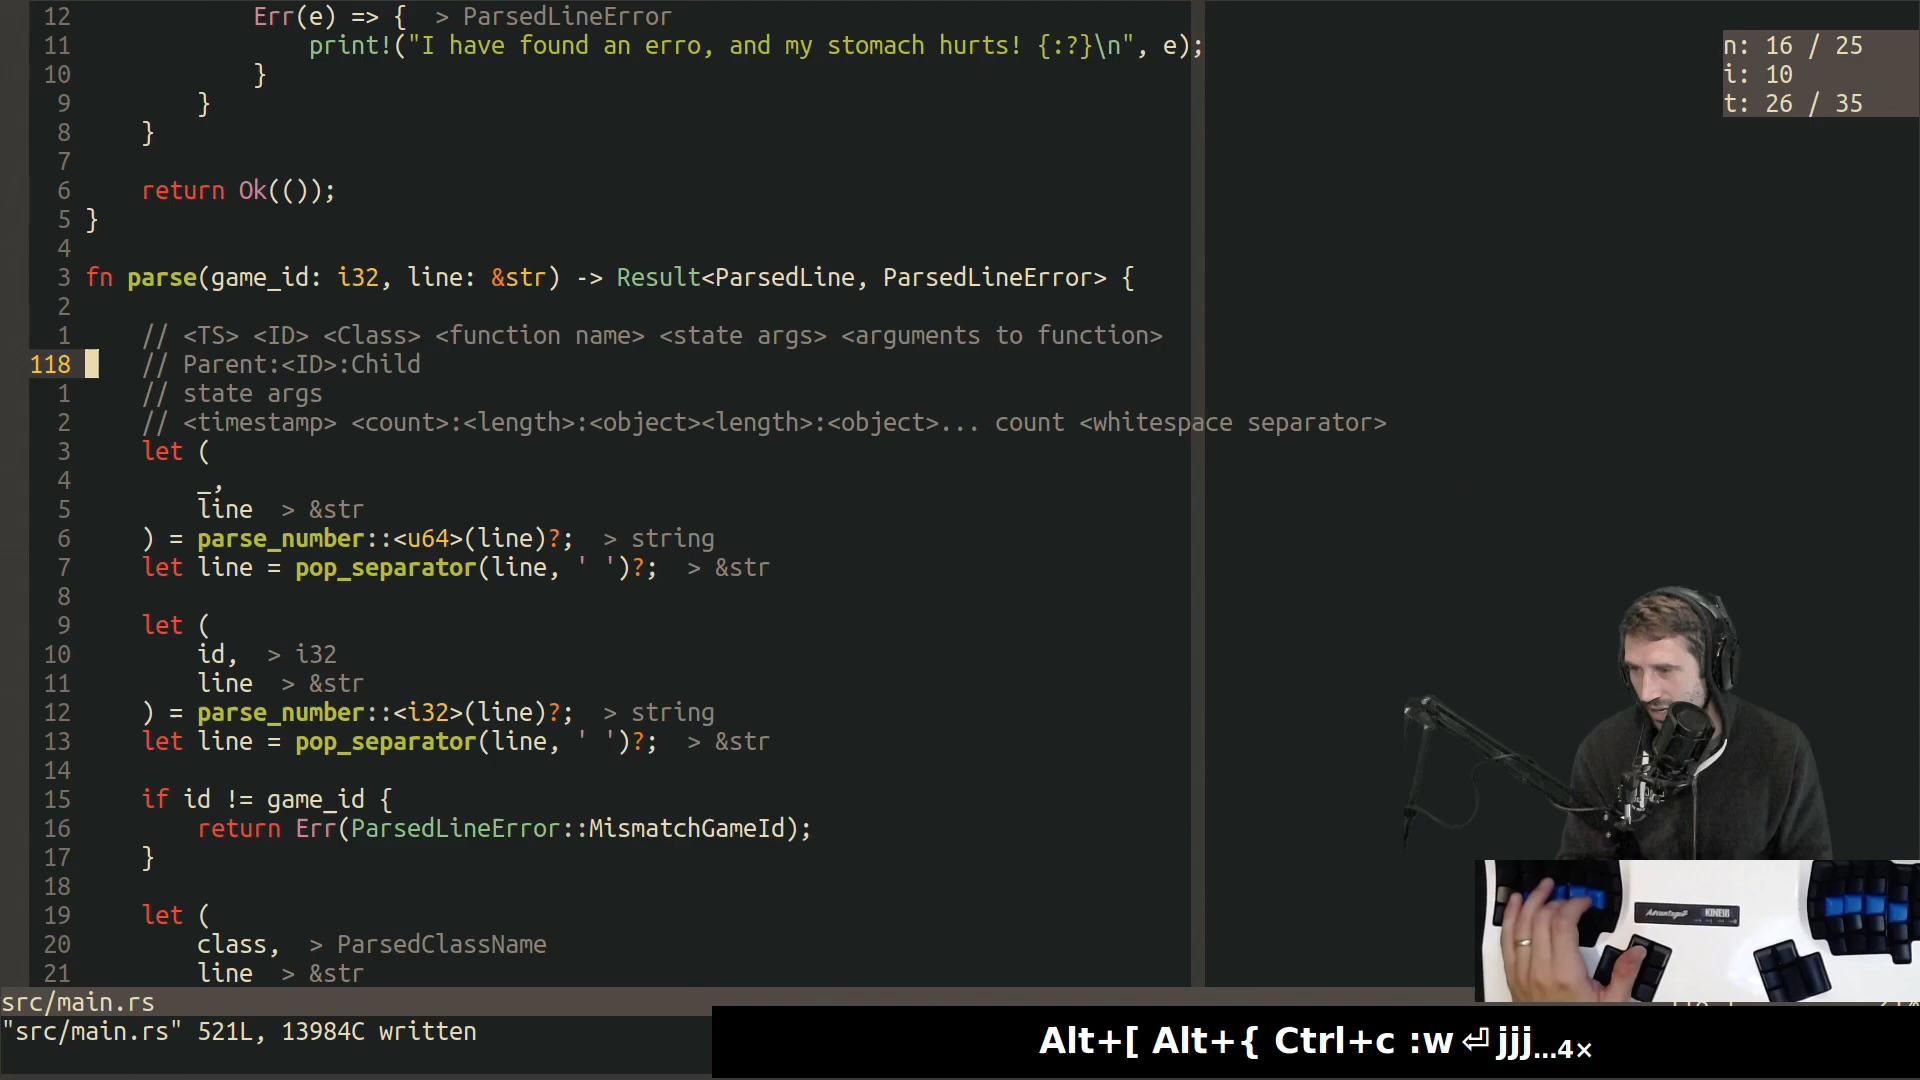 12             Err(e) => {  > ParsedLineError
11                 print!("I have found an erro, and my stomach hurts! {:?}\n", e);
10             }
9         }
8     }
7
6     return Ok(());
5 }
4
3 fn parse(game_id: i32, line: &str) -> Result<ParsedLine, ParsedLineError> {
2
1     // <TS> <ID> <Class> <function name> <state args> <arguments to function>
118     // Parent:<ID>:Child
1     // state args
2     // <timestamp> <count>:<length>:<object><length>:<object>... count <whitespace separator>
3     let (
4         _,
5         line  > &str
6     ) = parse_number::<u64>(line)?;  > string
7     let line = pop_separator(line, ' ')?;  > &str
8
9     let (
10         id,  > i32
11         line  > &str
12     ) = parse_number::<i32>(line)?;  > string
13     let line = pop_separator(line, ' ')?;  > &str
14
15     if id != game_id {
16         return Err(ParsedLineError::MismatchGameId);
17     }
18
19     let (
20         class,  > ParsedClassName
21         line  > &str
n: 16 / 25
i: 10
t: 26 / 35
src/main.rs
"src/main.rs" 521L, 13984C written
Alt+[ Alt+{ Ctrl+c :w⏎jjj...4×
Advantage2 KINESIS